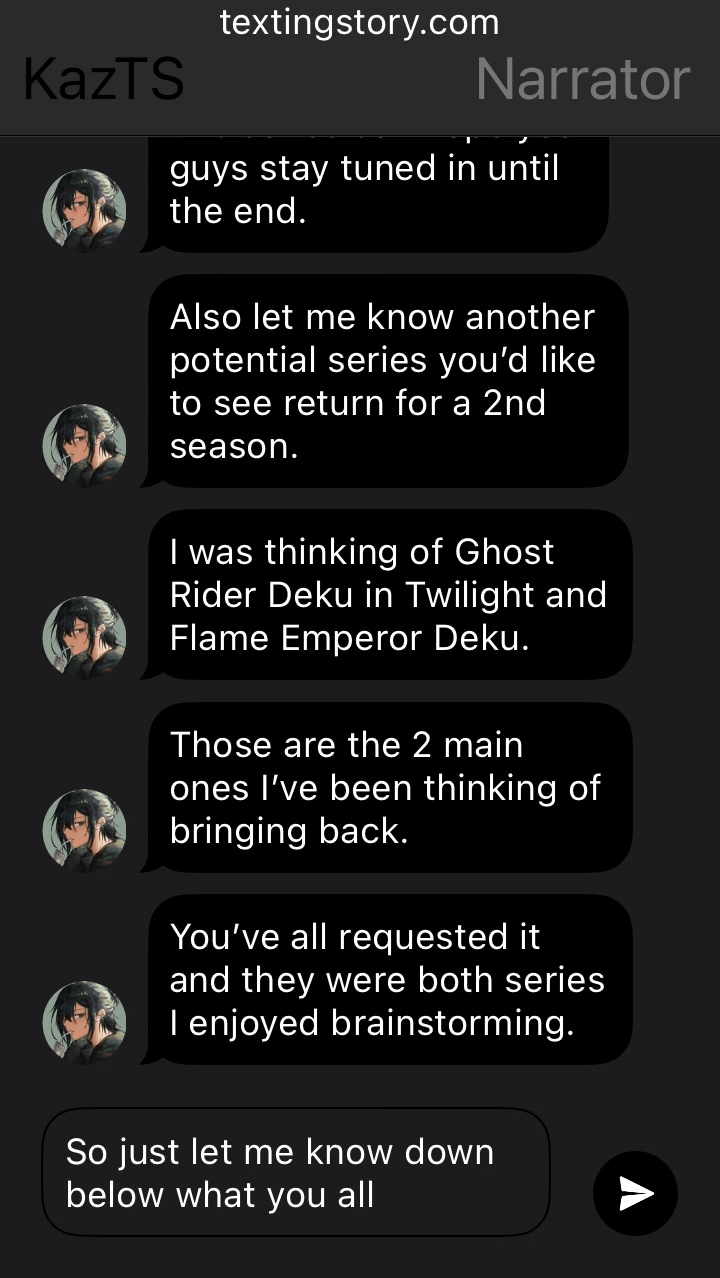 textingstory.com
KazTS
Narrator
guys stay tuned in until
the end.
Also let me know another
potential series you’d like
to see return for a 2nd
season.
I was thinking of Ghost
Rider Deku in Twilight and
Flame Emperor Deku.
Those are the 2 main
ones I’ve been thinking of
bringing back.
You’ve all requested it
and they were both series
I enjoyed brainstorming.
So just let me know down
below what you all